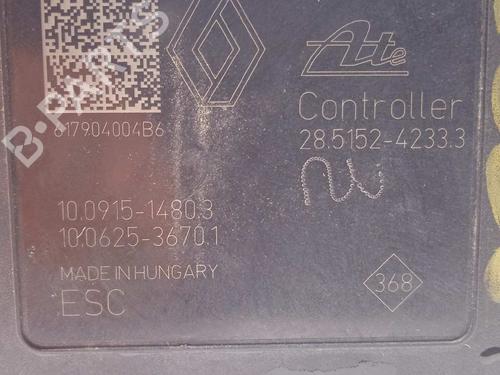 Ate
Controller
617904004B6
28.5152-4233.3
10.0915-1480.3
10.0625-3670.1
MADE IN HUNGARY
ESC
368
B-PARTS